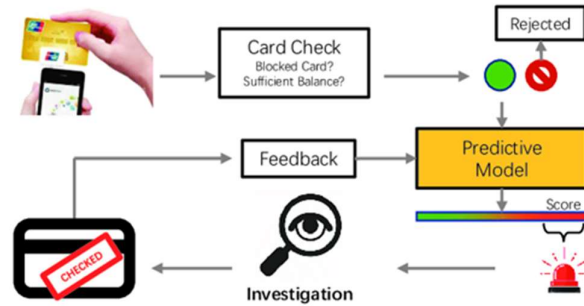 Rejected
Card Check
Blocked Card?
Sufficient Balance?
Feedback
Predictive
Model
Score
CHECKED
Investigation